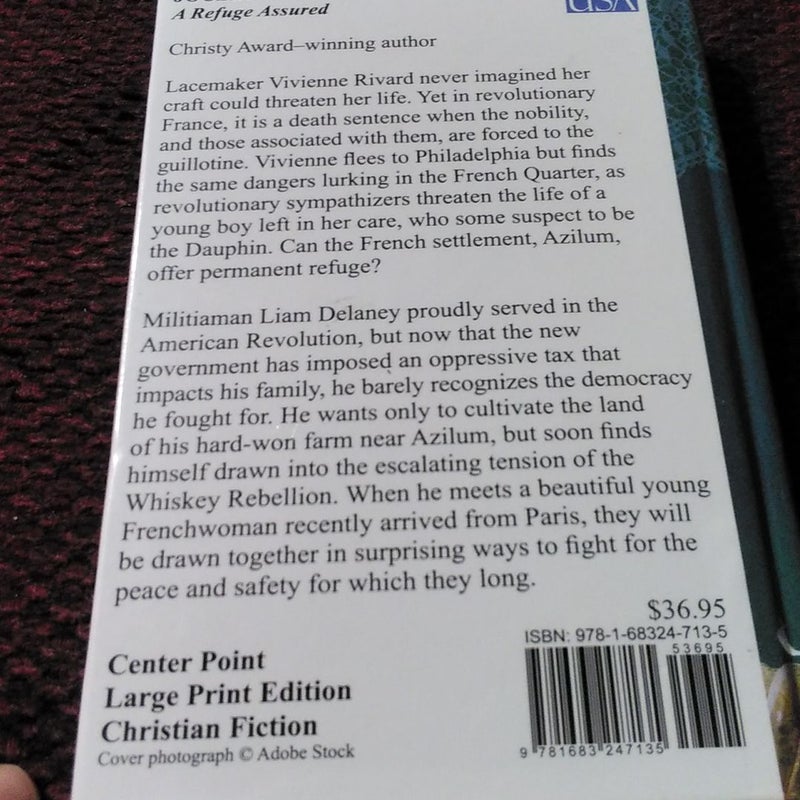 A Refuge Assured
USA
Christy Award–winning author
Lacemaker Vivienne Rivard never imagined her
craft could threaten her life. Yet in revolutionary
France, it is a death sentence when the nobility,
and those associated with them, are forced to the
guillotine. Vivienne flees to Philadelphia but finds
the same dangers lurking in the French Quarter, as
revolutionary sympathizers threaten the life of a
young boy left in her care, who some suspect to be
the Dauphin. Can the French settlement, Azilum,
offer permanent refuge?
Militiaman Liam Delaney proudly served in the
American Revolution, but now that the new
government has imposed an oppressive tax that
impacts his family, he barely recognizes the democracy
he fought for. He wants only to cultivate the land
of his hard-won farm near Azilum, but soon finds
himself drawn into the escalating tension of the
Whiskey Rebellion. When he meets a beautiful young
Frenchwoman recently arrived from Paris, they will
be drawn together in surprising ways to fight for the
peace and safety for which they long.
$36.95
ISBN: 978-1-68324-713-5
53695
Center Point
Large Print Edition
Christian Fiction
Cover photograph © Adobe Stock
9 781683 247135